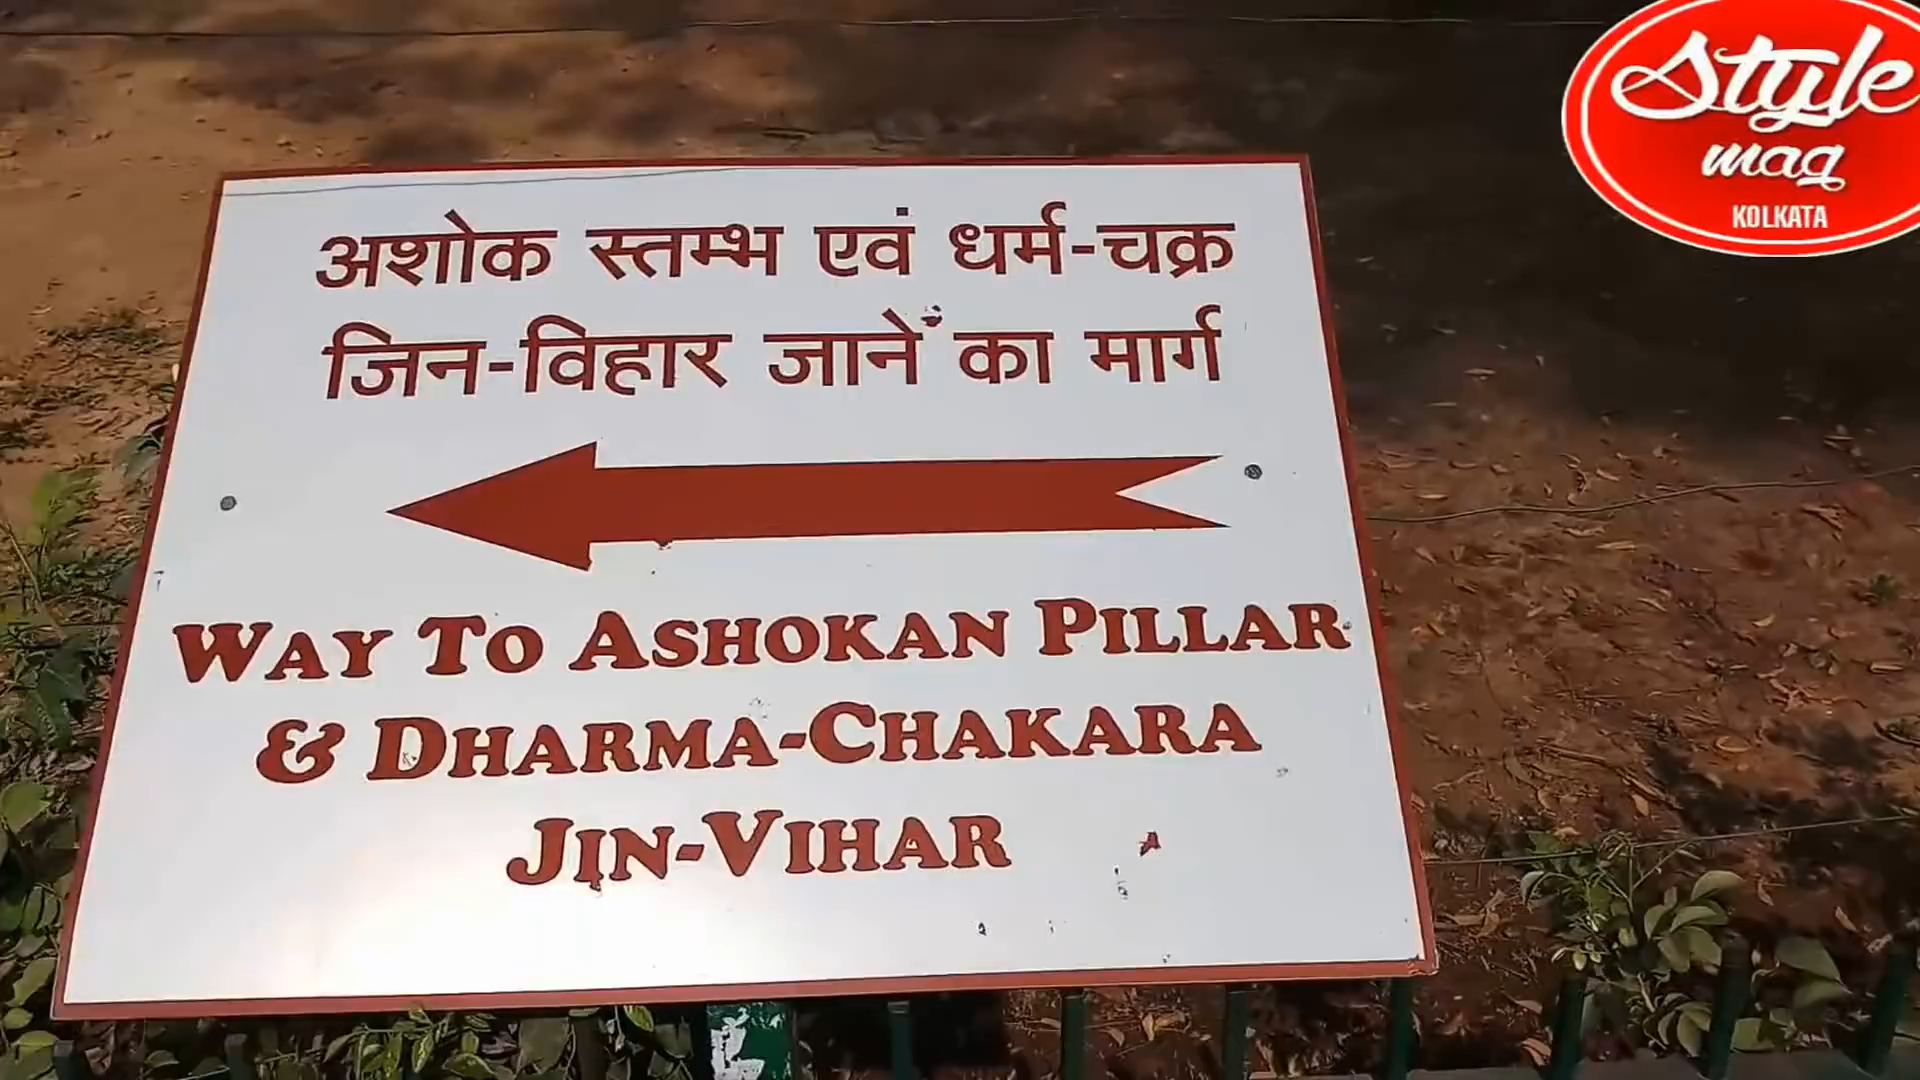 अशोक स्तम्भ एवं धर्म-चक्र
जिन-विहार जानें का मार्ग
WAY TO ASHOKAN PILLAR
& DHARMA-CHAKARA
JIN-VIHAR
Style
mag
KOLKATA